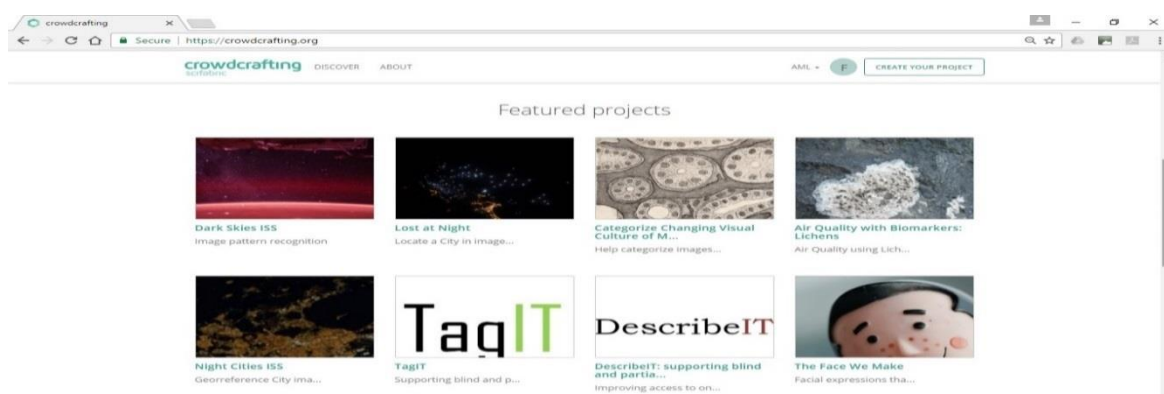 crowdcrafting
Secure | https://crowdcrafting.org
crowdcrafting DISCOVER ABOUT AML F CREATE YOUR PROJECT
scifabric
Featured projects
Dark Skies ISS
Image pattern recognition
Lost at Night
Locate a City in image...
Categorize Changing Visual
Culture of M...
Help categorize images...
Air Quality with Biomarkers:
Lichens
Air Quality using Lich...
Night Cities ISS
Georreference City ima...
TagIT
TagIT
Supporting blind and p...
DescribeIT
DescribeIT: supporting blind
and partia...
Improving access to on...
The Face We Make
Facial expressions tha...